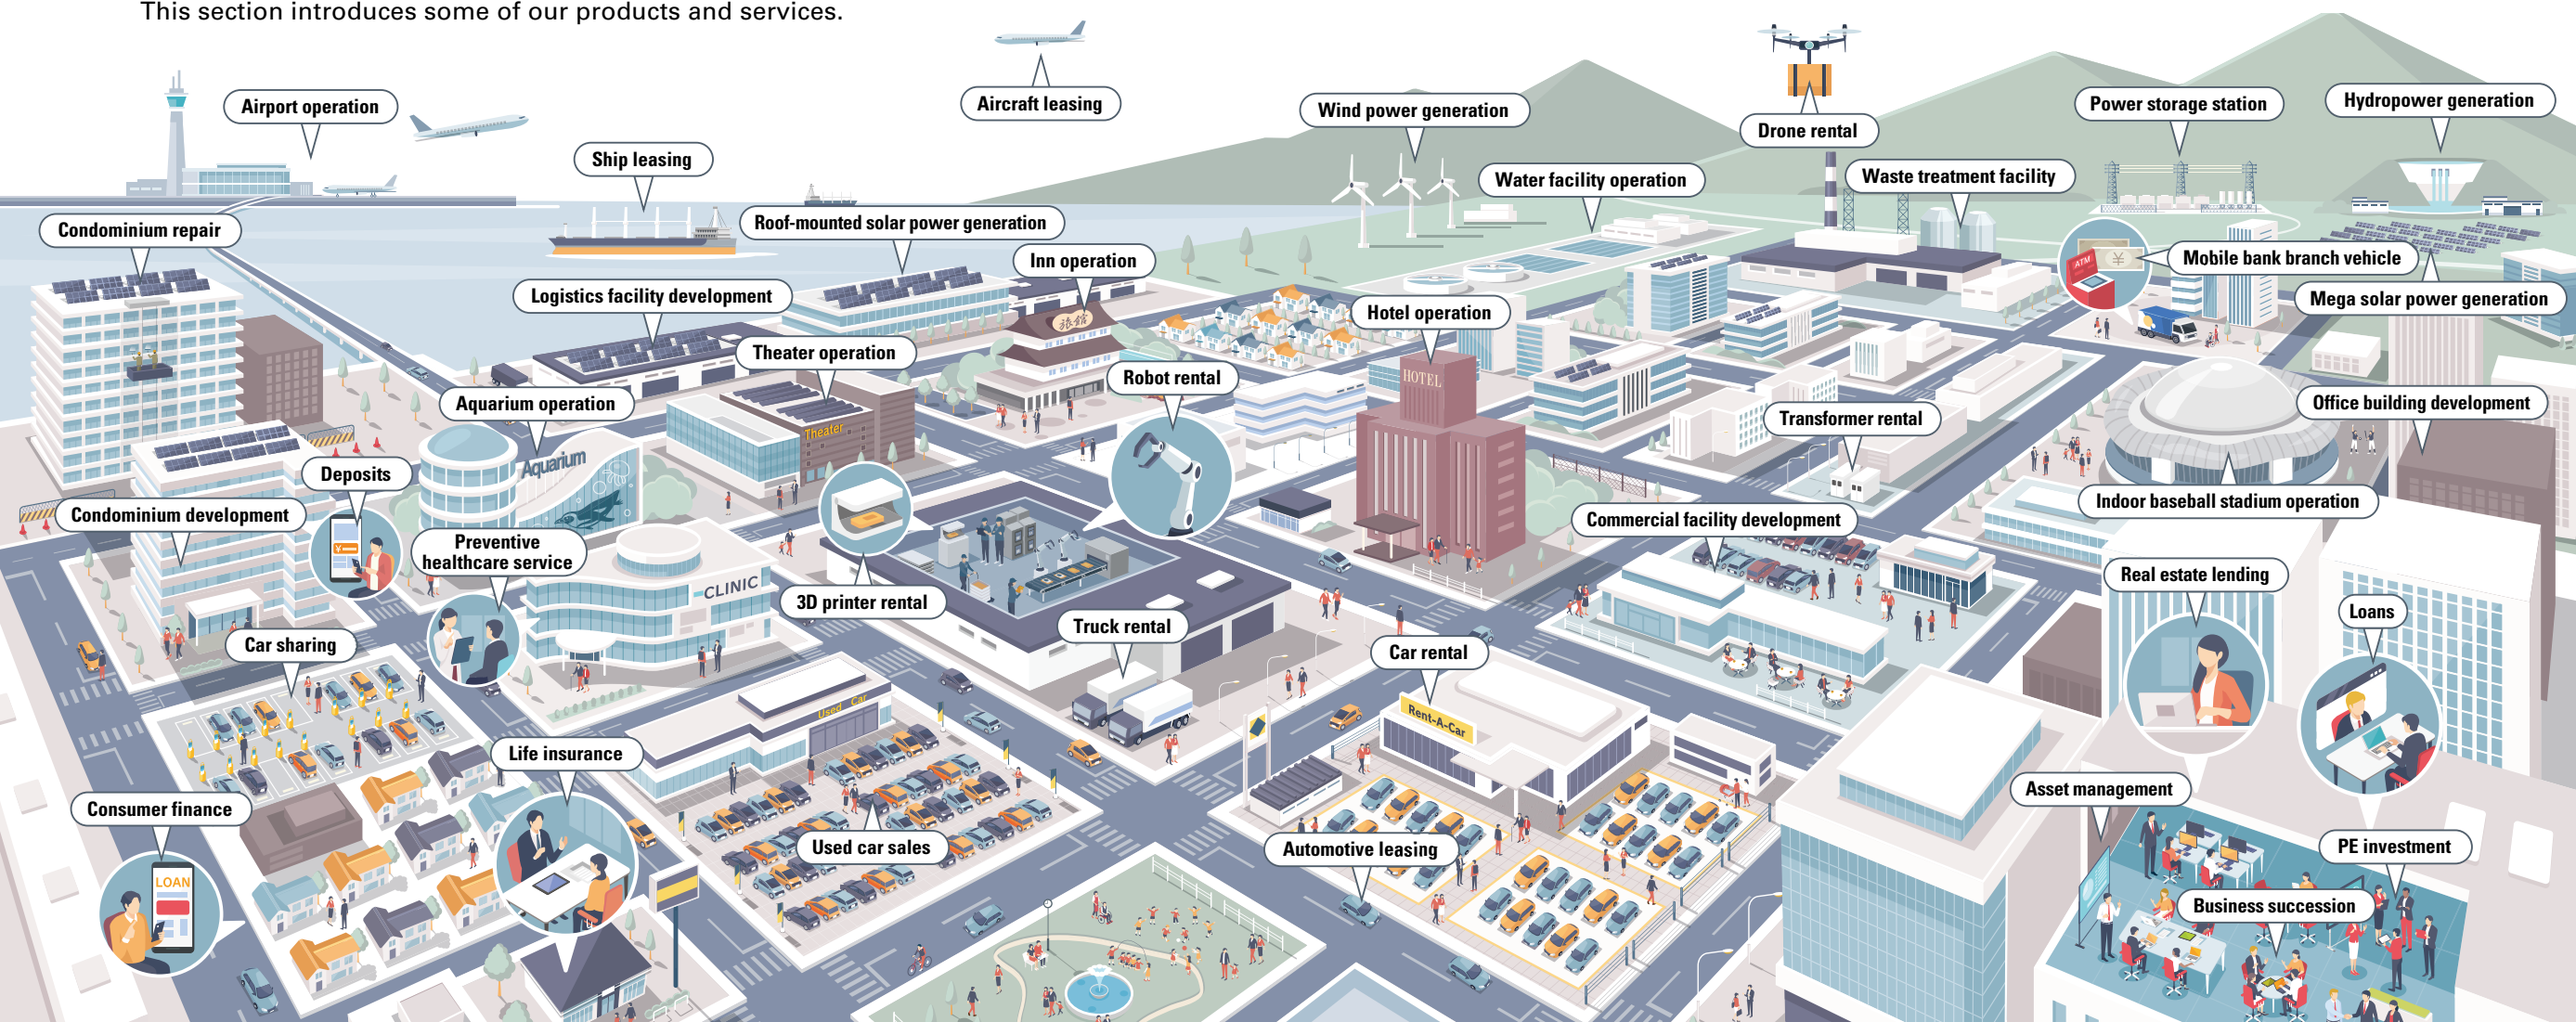 This section introduces some of our products and services.
Airport operation
Aircraft leasing
Wind power generation
Drone rental
Power storage station
Hydropower generation
Ship leasing
Water facility operation
Waste treatment facility
Condominium repair
Roof-mounted solar power generation
Inn operation
旅館
ATM
¥
Mobile bank branch vehicle
Logistics facility development
Hotel operation
HOTEL
Mega solar power generation
Theater operation
Theater
Robot rental
Aquarium operation
Aquarium
Transformer rental
Office building development
Deposits
¥
Condominium development
Indoor baseball stadium operation
Commercial facility development
Preventive
healthcare service
CLINIC
3D printer rental
Real estate lending
Loans
Truck rental
Car sharing
Car rental
Rent-A-Car
Used Car
Life insurance
Asset management
Consumer finance
LOAN
Used car sales
Automotive leasing
PE investment
Business succession